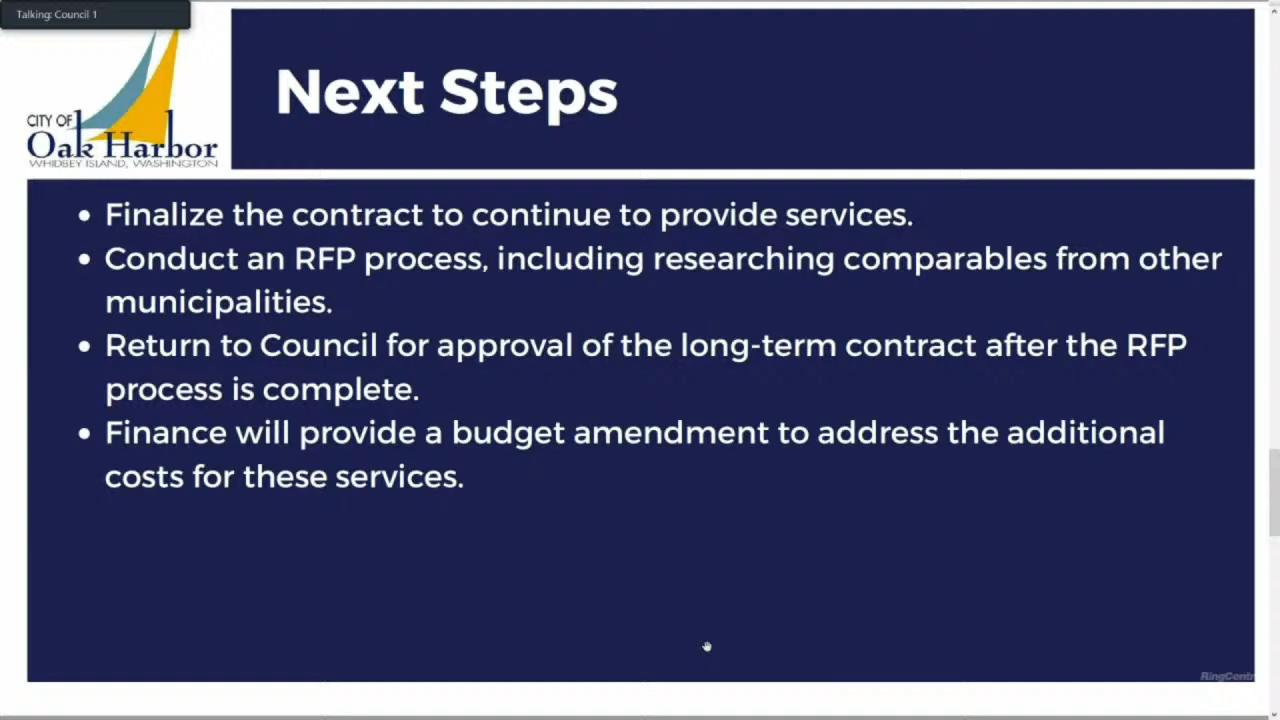 Talking: Council 1
CITY OF
Oak Harbor
WHIDBEY ISLAND, WASHINGTON
Next Steps
• Finalize the contract to continue to provide services.
• Conduct an RFP process, including researching comparables from other
municipalities.
• Return to Council for approval of the long-term contract after the RFP
process is complete.
• Finance will provide a budget amendment to address the additional
costs for these services.
RingCentr